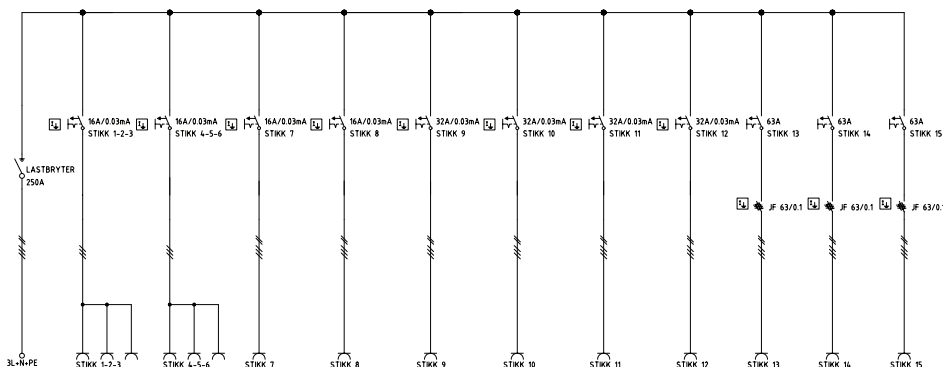 16A/0.03mA
STIKK 1-2-3
16A/0.03mA
STIKK 4-5-6
16A/0.03mA
STIKK 7
16A/0.03mA
STIKK 8
32A/0.03mA
STIKK 9
32A/0.03mA
STIKK 10
32A/0.03mA
STIKK 11
32A/0.03mA
STIKK 12
63A
STIKK 13
63A
STIKK 14
63A
STIKK 15
LASTBRYTER
250A
JF 63/0.1
JF 63/0.1
JF 63/0.1
3L+N+PE
STIKK 1-2-3
STIKK 4-5-6
STIKK 7
STIKK 8
STIKK 9
STIKK 10
STIKK 11
STIKK 12
STIKK 13
STIKK 14
STIKK 15